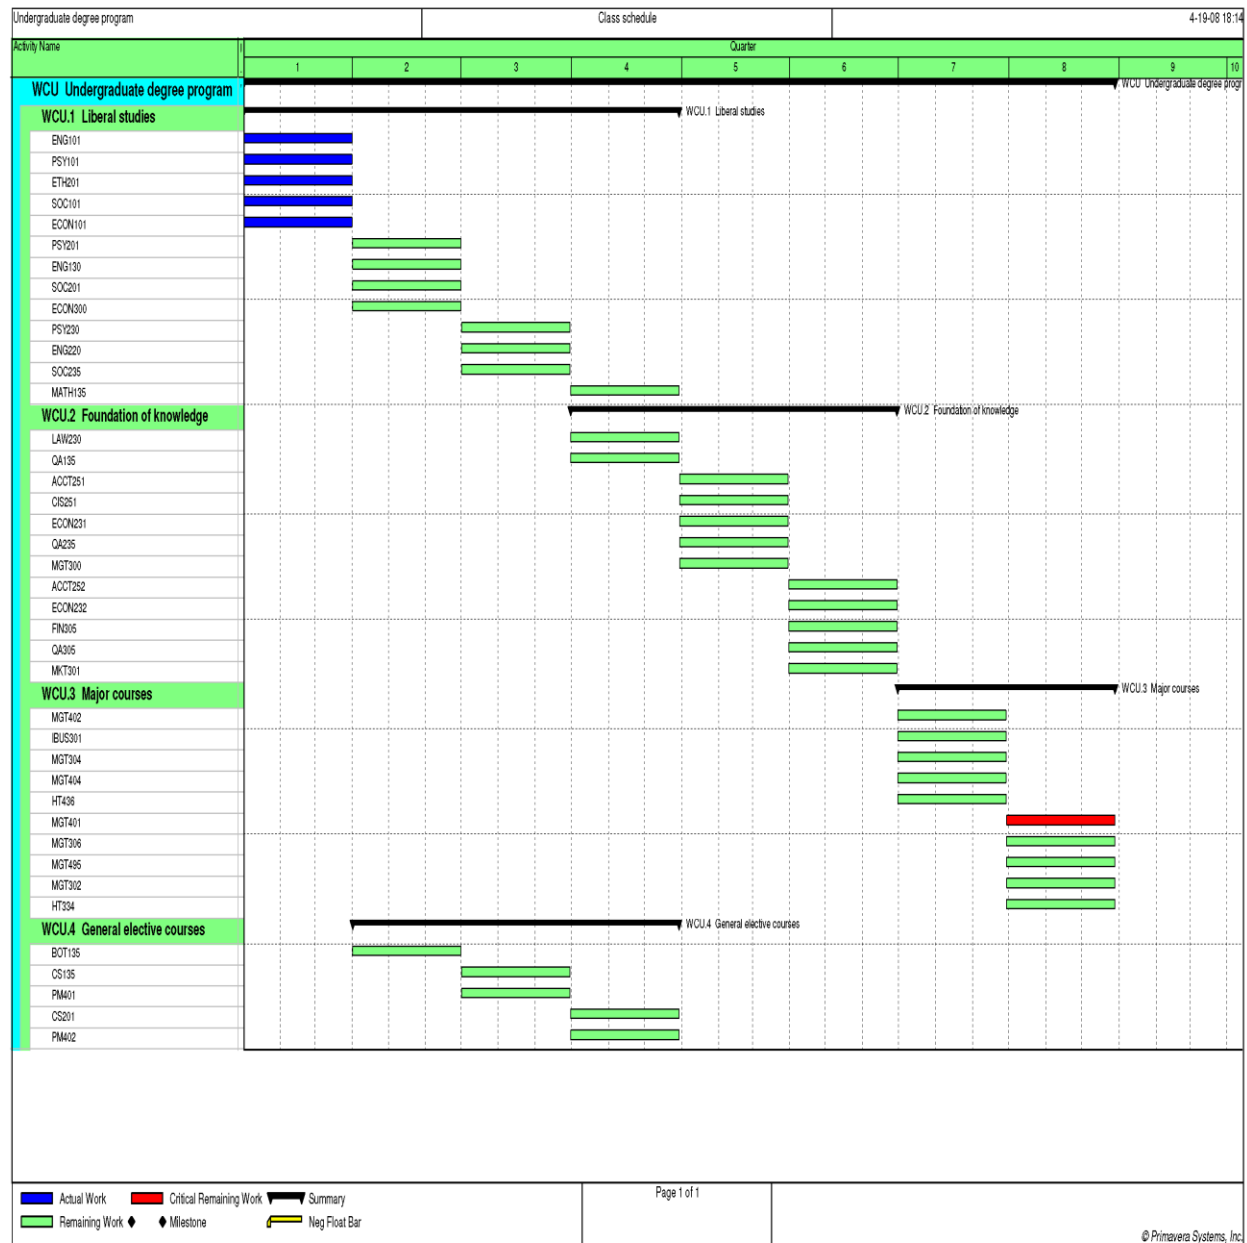 Undergraduate degree program Class schedule 4-19-08 18:14
Activity Name Quarter
1 2 3 4 5 6 7 8 9 10
WCU Undergraduate degree program WCU Undergraduate degree progr
WCU.1 Liberal studies WCU.1 Liberal studies
ENG101
PSY101
ETH201
SOC101
ECON101
PSY201
ENG130
SOC201
ECON300
PSY230
ENG220
SOC235
MATH135
WCU.2 Foundation of knowledge WCU.2 Foundation of knowledge
LAW230
QA135
ACCT251
CIS251
ECON231
QA235
MGT300
ACCT252
ECON232
FIN305
QA305
MKT301
WCU.3 Major courses WCU.3 Major courses
MGT402
IBUS301
MGT304
MGT404
HT436
MGT401
MGT306
MGT495
MGT302
HT334
WCU.4 General elective courses WCU.4 General elective courses
BOT135
CS135
PM401
CS201
PM402
Actual Work Critical Remaining Work Summary Page 1 of 1
Remaining Work Milestone Neg Float Bar
© Primavera Systems, Inc.